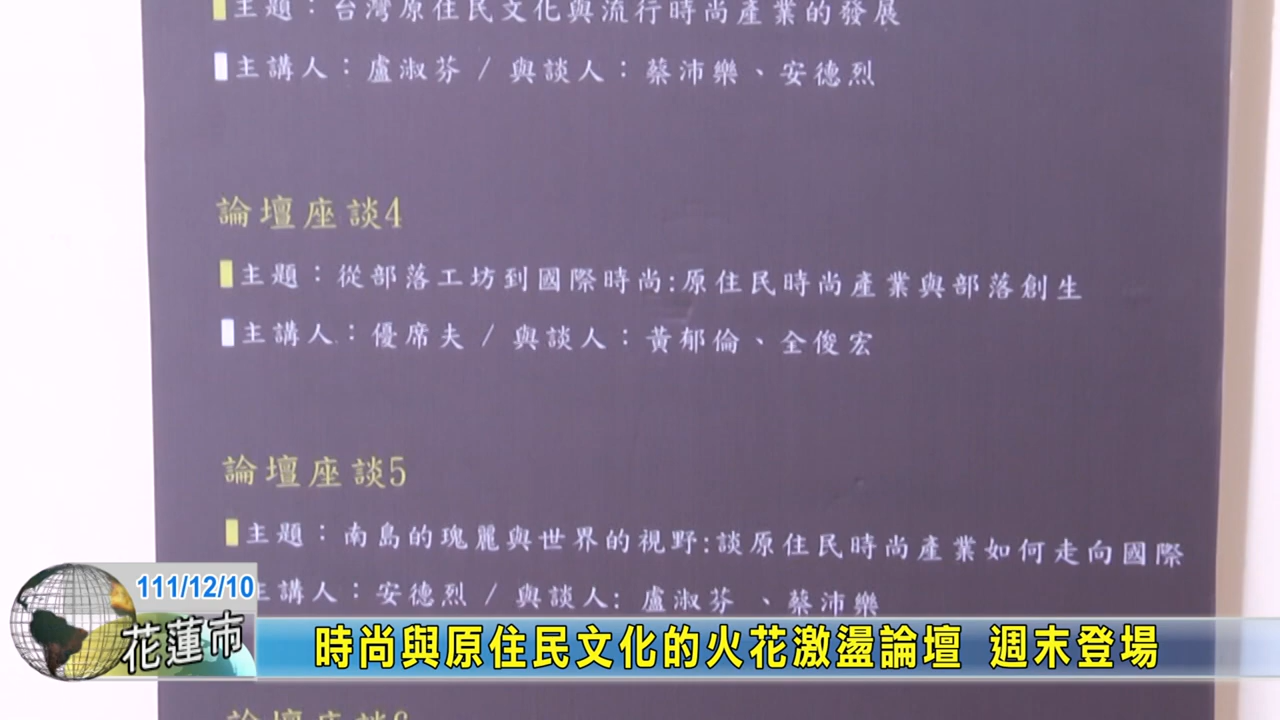 主題：台灣原住民文化與流行時尚產業的發展
主講人：盧淑芬 / 與談人：蔡沛樂、安德烈
論壇座談4
主題：從部落工坊到國際時尚:原住民時尚產業與部落創生
主講人：優席夫 / 與談人：黃郁倫、全俊宏
論壇座談5
主題：南島的瑰麗與世界的視野:談原住民時尚產業如何走向國際
主講人：安德烈 / 與談人: 盧淑芬 、蔡沛樂
111/12/10
花蓮市
時尚與原住民文化的火花激盪論壇 週末登場
論壇座談6